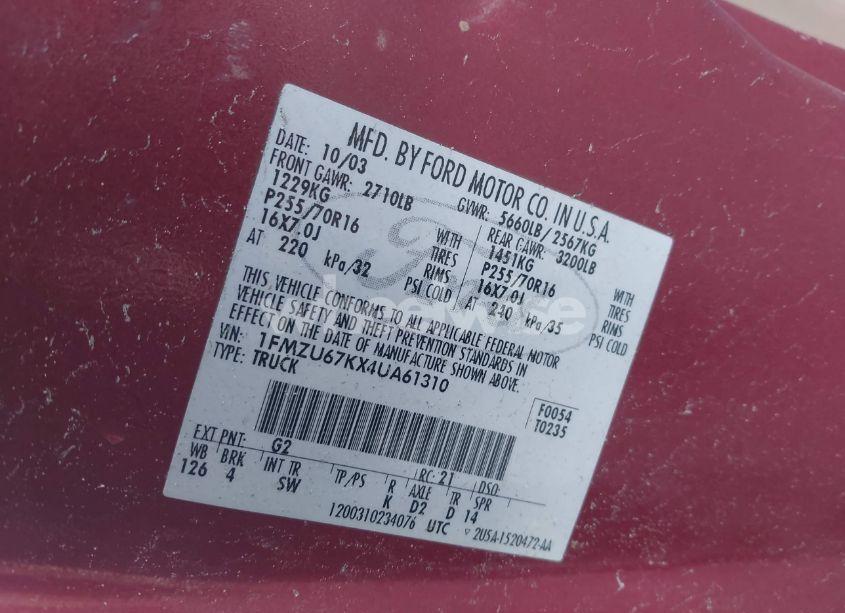 MFD. BY FORD MOTOR CO. IN U.S.A.
DATE: 10/03 GVWR: 5660LB/2567KG
FRONT GAWR: 2710LB REAR GAWR: 3200LB
1229KG WITH 1451KG WITH
P255/70R16 TIRES P255/70R16 TIRES
16X7.0J RIMS 16X7.0J RIMS
AT 220 kPa/32 PSI COLD AT 240 kPa/35 PSI COLD
THIS VEHICLE CONFORMS TO ALL APPLICABLE FEDERAL MOTOR
VEHICLE SAFETY AND THEFT PREVENTION STANDARDS IN
EFFECT ON THE DATE OF MANUFACTURE SHOWN ABOVE.
VIN: 1FMZU67KX4UA61310
TYPE: TRUCK
F0054
T0235
EXT PNT: G2 RC: 21 DSO:
WB BRK INT TR TP/PS R AXLE TR SPR
126 4 SW K D2 D 14
1200310234076 UTC ▽ 2U5A-1520472-AA